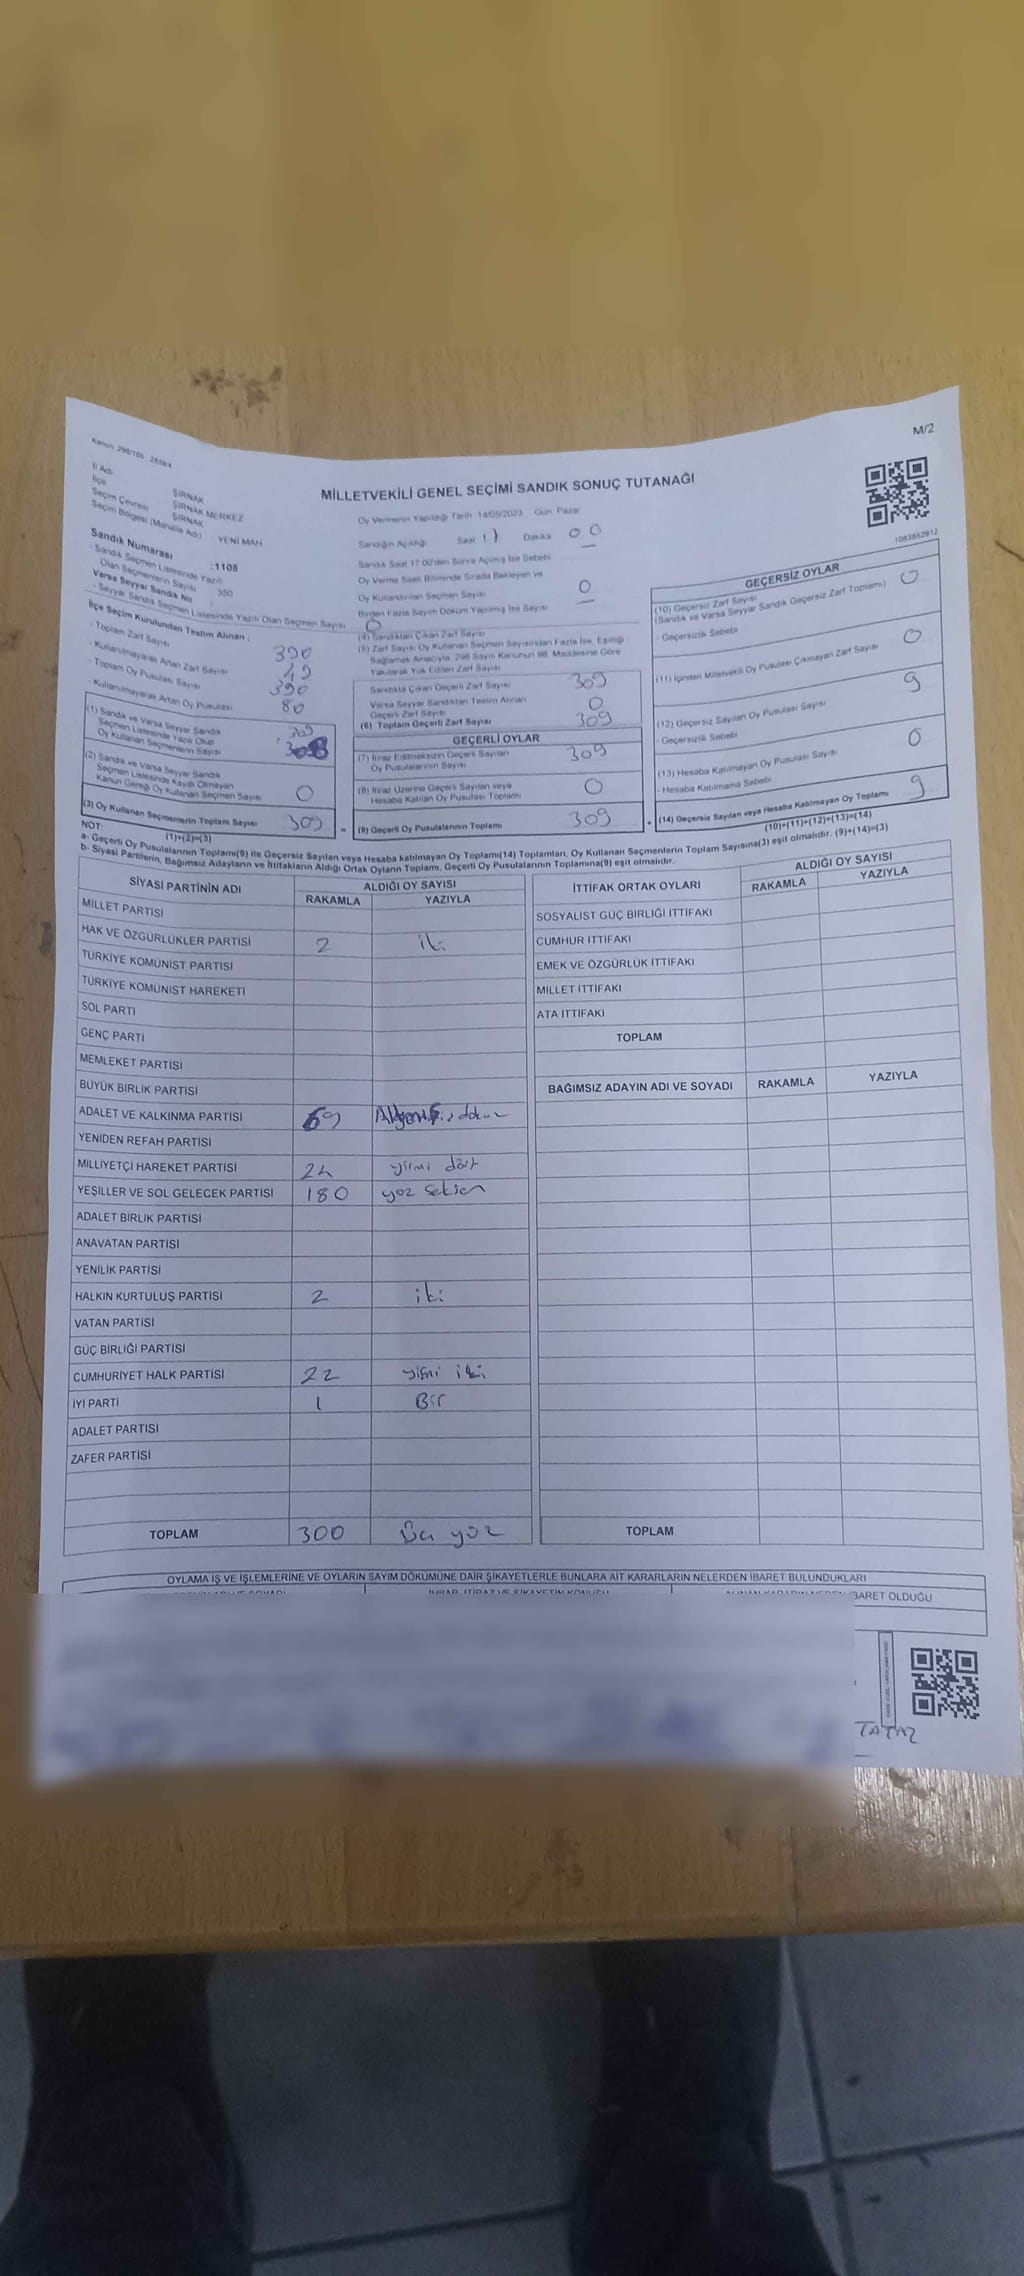 M/2
Kanun: 298/105 - 2839/4
İl Adı ŞIRNAK
İlçe ŞIRNAK MERKEZ
Seçim Çevresi ŞIRNAK
Seçim Bölgesi (Mahalle Adı) YENİ MAH
MİLLETVEKİLİ GENEL SEÇİMİ SANDIK SONUÇ TUTANAĞI
Oy Vermenin Yapıldığı Tarih 14/05/2023 Gün Pazar
Sandığın Açıldığı Saat 17 Dakika 00
Sandık Saat 17.00'den Sonra Açılmış İse Sebebi
Oy Verme Saati Bitiminde Sırada Bekleyen ve
Oy Kullandırılan Seçmen Sayısı 0
Birden Fazla Sayım Döküm Yapılmış İse Sayısı
Sandık Numarası :1108
- Sandık Seçmen Listesinde Yazılı
Olan Seçmenlerin Sayısı 350
Varsa Seyyar Sandık No :
- Seyyar Sandık Seçmen Listesinde Yazılı Olan Seçmen Sayısı 0
İlçe Seçim Kurulundan Teslim Alınan :
- Toplam Zarf Sayısı 390
- Kullanılmayarak Artan Zarf Sayısı
- Toplam Oy Pusulası Sayısı 390
- Kullanılmayarak Artan Oy Pusulası 80
(1) Sandık ve Varsa Seyyar Sandık
Seçmen Listesinde Yazılı Olup
Oy Kullanan Seçmenlerin Sayısı 309
(2) Sandık ve Varsa Seyyar Sandık
Seçmen Listesinde Kayıtlı Olmayan
Kanun Gereği Oy Kullanan Seçmen Sayısı 0
(3) Oy Kullanan Seçmenlerin Toplam Sayısı 309
(1)+(2)=(3)
(4) Sandıktan Çıkan Zarf Sayısı
(5) Zarf Sayısı Oy Kullanan Seçmen Sayısından Fazla İse, Eşitliği
Sağlamak Amacıyla, 298 Sayılı Kanunun 98. Maddesine Göre
Yakılarak Yok Edilen Zarf Sayısı
Sandıkta Çıkan Geçerli Zarf Sayısı 309
Varsa Seyyar Sandıktan Teslim Alınan
Geçerli Zarf Sayısı 0
(6) Toplam Geçerli Zarf Sayısı 309
GEÇERLİ OYLAR
(7) İtiraz Edilmeksizin Geçerli Sayılan
Oy Pusulalarının Sayısı 309
(8) İtiraz Üzerine Geçerli Sayılan veya
Hesaba Katılan Oy Pusulası Toplamı 0
(9) Geçerli Oy Pusulalarının Toplamı 309
1083862912
GEÇERSİZ OYLAR
(10) Geçersiz Zarf Sayısı
(Sandık ve Varsa Seyyar Sandık Geçersiz Zarf Toplamı) 0
- Geçersizlik Sebebi
(11) İçinden Milletvekili Oy Pusulası Çıkmayan Zarf Sayısı 0
(12) Geçersiz Sayılan Oy Pusulası Sayısı 9
- Geçersizlik Sebebi
(13) Hesaba Katılmayan Oy Pusulası Sayısı 0
- Hesaba Katılmama Sebebi
(14) Geçersiz Sayılan veya Hesaba Katılmayan Oy Toplamı 9
(10)+(11)+(12)+(13)=(14)
NOT:
a- Geçerli Oy Pusulalarının Toplamı(9) ile Geçersiz Sayılan veya Hesaba katılmayan Oy Toplamı(14) Toplamları, Oy Kullanan Seçmenlerin Toplam Sayısına(3) eşit olmalıdır. (9)+(14)=(3)
b- Siyasi Partilerin, Bağımsız Adayların ve İttifakların Aldığı Ortak Oyların Toplamı, Geçerli Oy Pusulalarının Toplamına(9) eşit olmalıdır.
SİYASİ PARTİNİN ADI ALDIĞI OY SAYISI
RAKAMLA YAZIYLA
MİLLET PARTİSİ
HAK VE ÖZGÜRLÜKLER PARTİSİ 2 iki
TÜRKİYE KOMÜNİST PARTİSİ
TÜRKİYE KOMÜNİST HAREKETİ
SOL PARTİ
GENÇ PARTİ
MEMLEKET PARTİSİ
BÜYÜK BİRLİK PARTİSİ
ADALET VE KALKINMA PARTİSİ 69
YENİDEN REFAH PARTİSİ
MİLLİYETÇİ HAREKET PARTİSİ 24 yirmi dört
YEŞİLLER VE SOL GELECEK PARTİSİ 180 yüz seksen
ADALET BİRLİK PARTİSİ
ANAVATAN PARTİSİ
YENİLİK PARTİSİ
HALKIN KURTULUŞ PARTİSİ 2 iki
VATAN PARTİSİ
GÜÇ BİRLİĞİ PARTİSİ
CUMHURİYET HALK PARTİSİ 22 yirmi iki
İYİ PARTİ 1 Bir
ADALET PARTİSİ
ZAFER PARTİSİ
TOPLAM 300 Üç yüz
İTTİFAK ORTAK OYLARI ALDIĞI OY SAYISI
RAKAMLA YAZIYLA
SOSYALİST GÜÇ BİRLİĞİ İTTİFAKI
CUMHUR İTTİFAKI
EMEK VE ÖZGÜRLÜK İTTİFAKI
MİLLET İTTİFAKI
ATA İTTİFAKI
TOPLAM
BAĞIMSIZ ADAYIN ADI VE SOYADI RAKAMLA YAZIYLA
TOPLAM
OYLAMA İŞ VE İŞLEMLERİNE VE OYLARIN SAYIM DÖKÜMÜNE DAİR ŞİKAYETLERLE BUNLARA AİT KARARLARIN NELERDEN İBARET BULUNDUKLARI
İBARET OLDUĞU